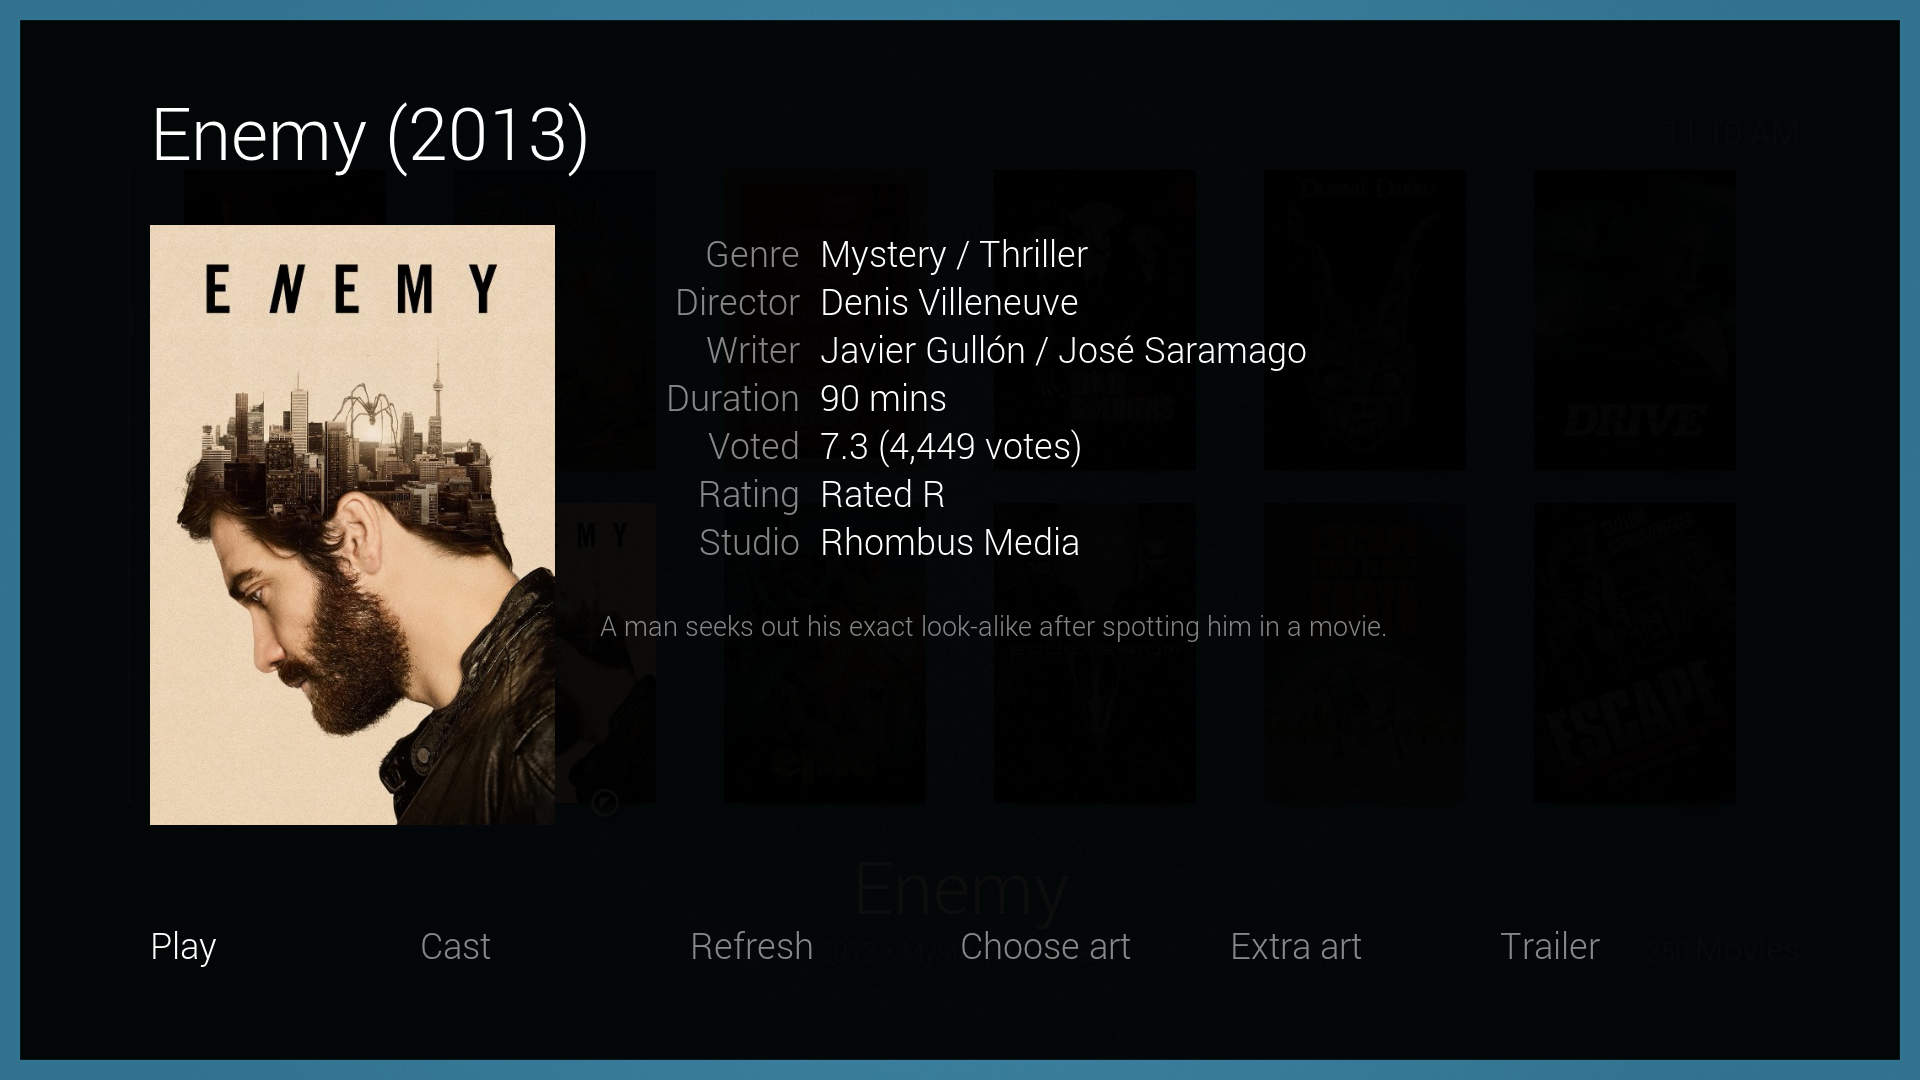 Enemy (2013)
11:10 AM
ENEMY
Genre Mystery / Thriller
Director Denis Villeneuve
Writer Javier Gullón / José Saramago
Duration 90 mins
Voted 7.3 (4,449 votes)
Rating Rated R
Studio Rhombus Media
A man seeks out his exact look-alike after spotting him in a movie.
DRIVE
M Y
epic
ESCAPE
Enemy
Play Cast Refresh Choose art Extra art Trailer
250 Movies